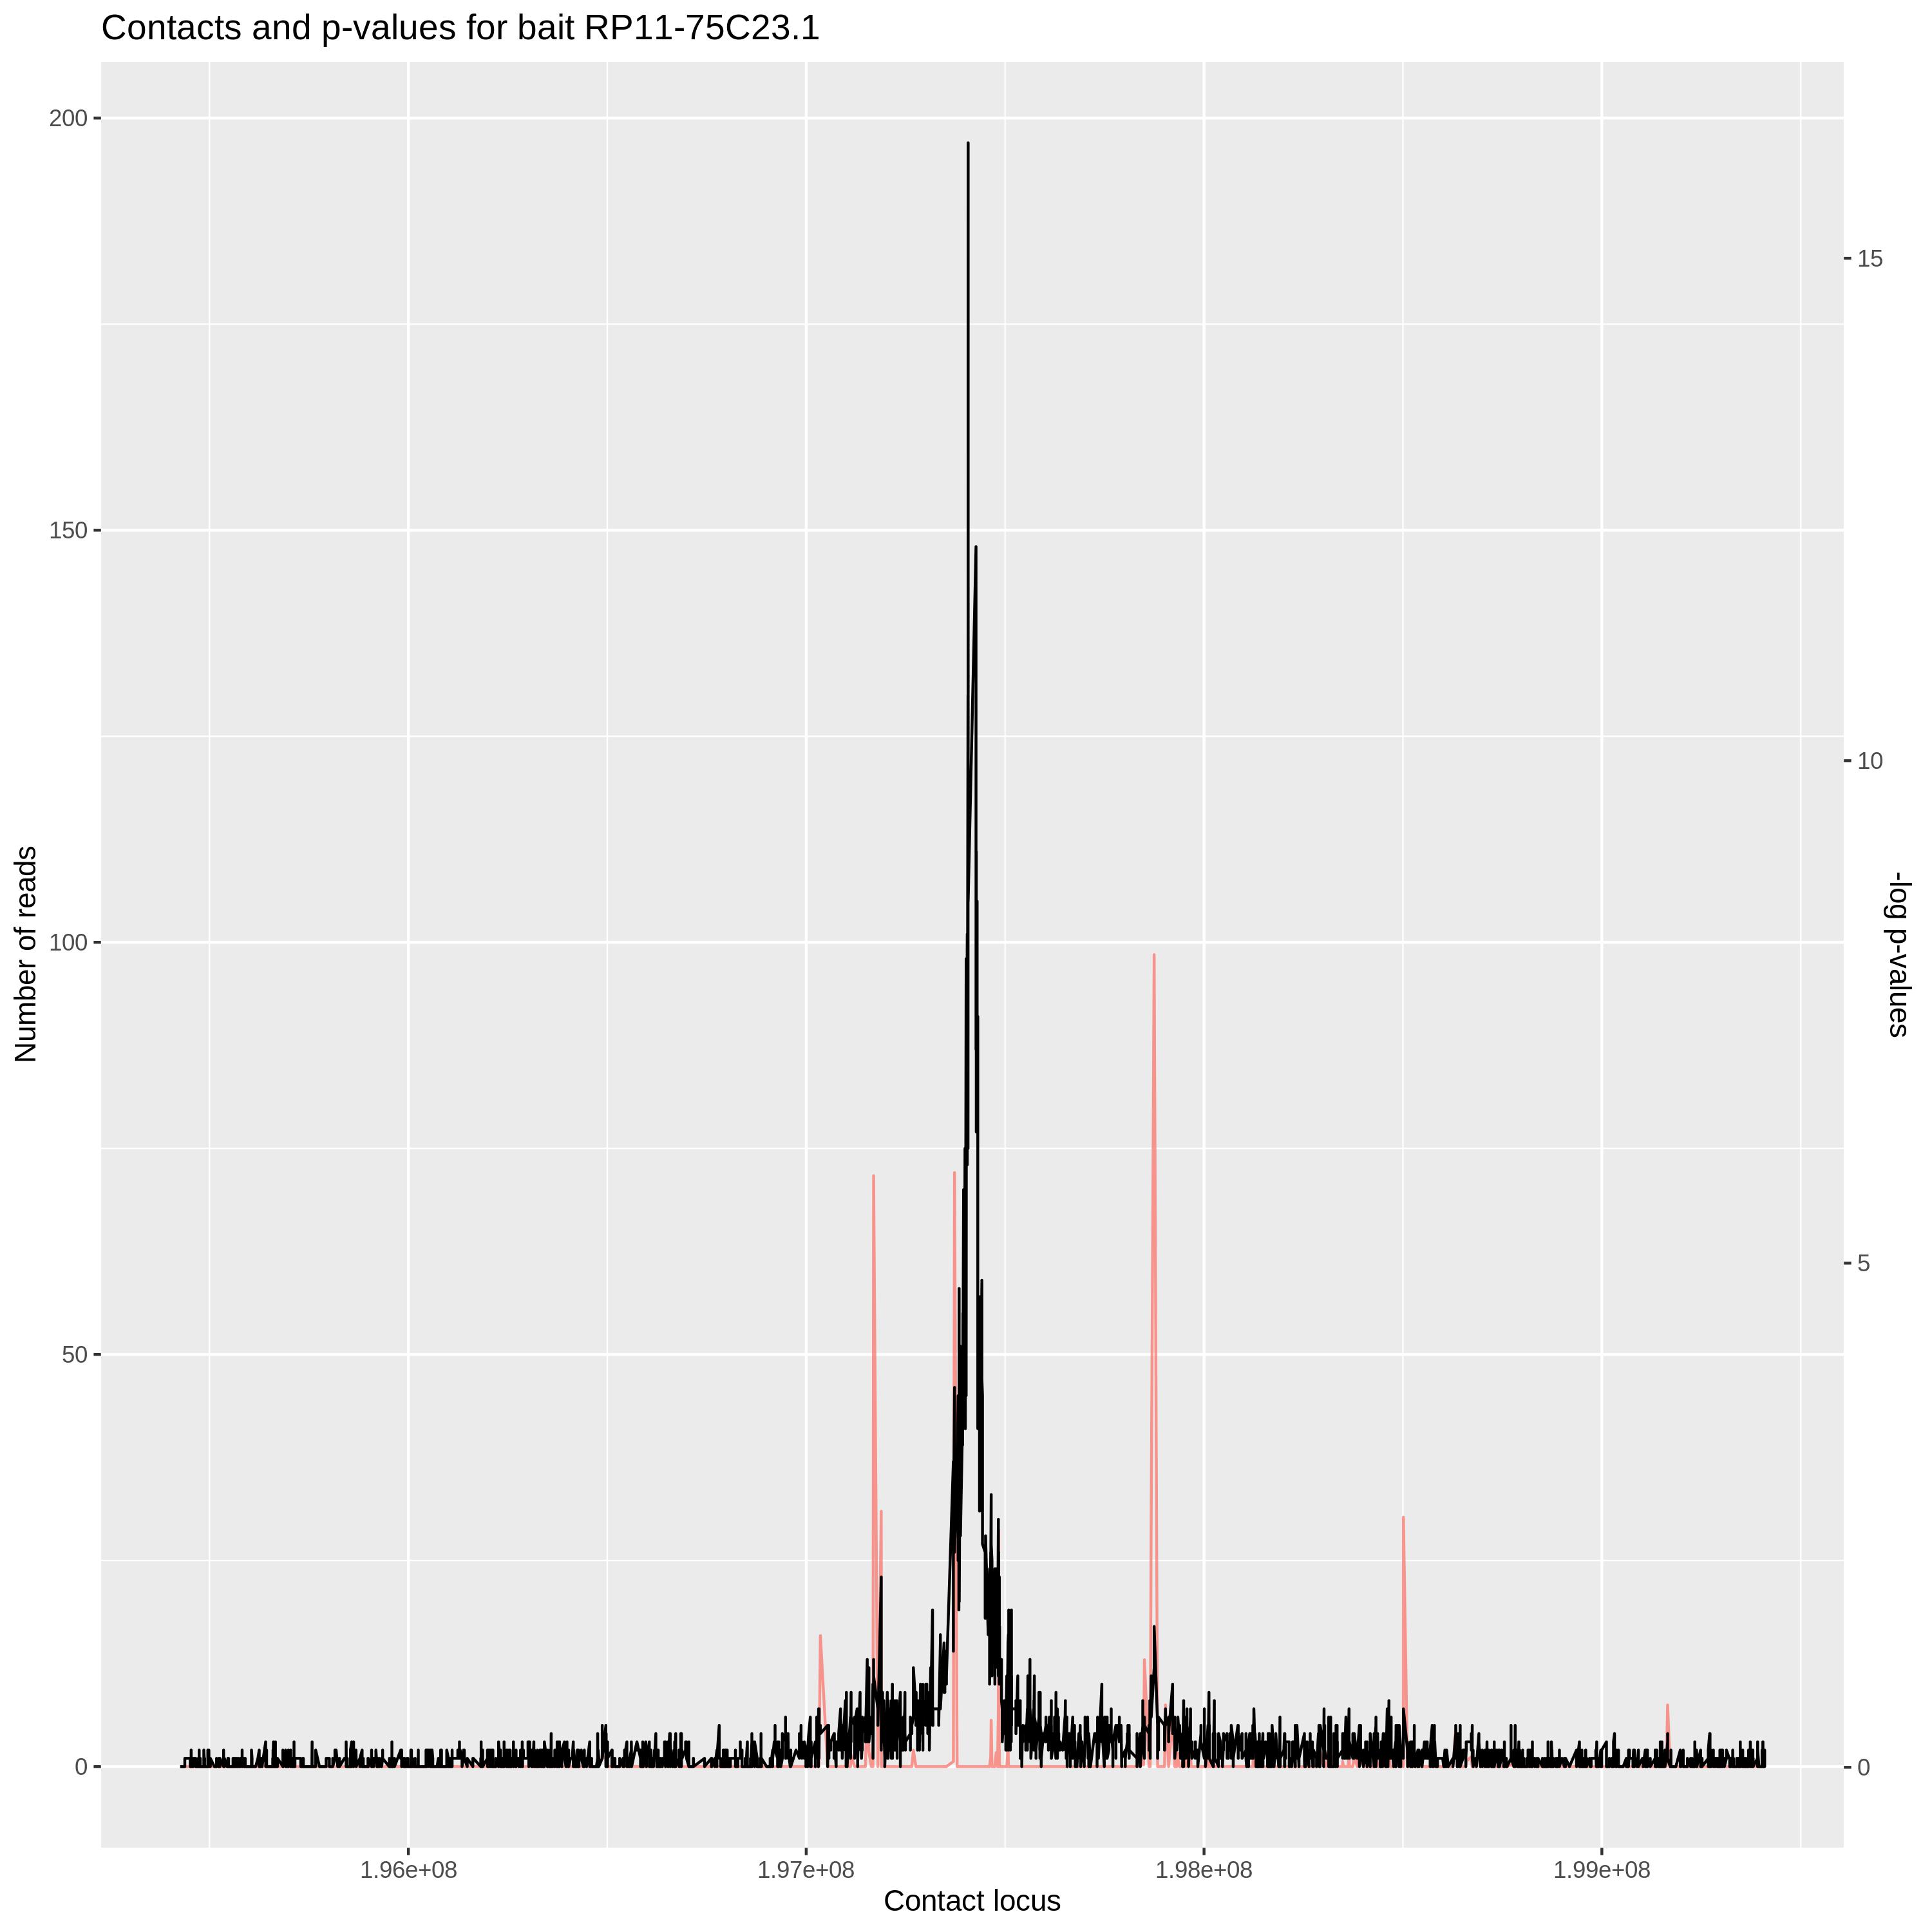 Contacts and p-values for bait RP11-75C23.1
200
150
100
50
0
Number of reads
15
10
5
0
-log p-values
1.96e+08 1.97e+08 1.98e+08 1.99e+08
Contact locus